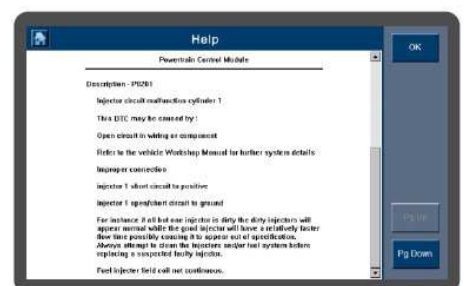 Help
OK
Powertrain Control Module
Description - P0201
Injector circuit malfunction cylinder 1
This DTC may be caused by :
Open circuit in wiring or component
Refer to the vehicle Workshop Manual for further system details
Improper connection
injector 1 short circuit to positive
Injector 1 open/short circuit to ground
For instance if all but one injector is dirty the dirty injectors will
appear normal while the good injector will have a relatively faster
flow time possibly causing it to appear out of specification.
Always attempt to clean the injectors and/or fuel system before
replacing a suspected faulty injector.
Fuel injector field coil not continuous.
Pg Up
Pg Down